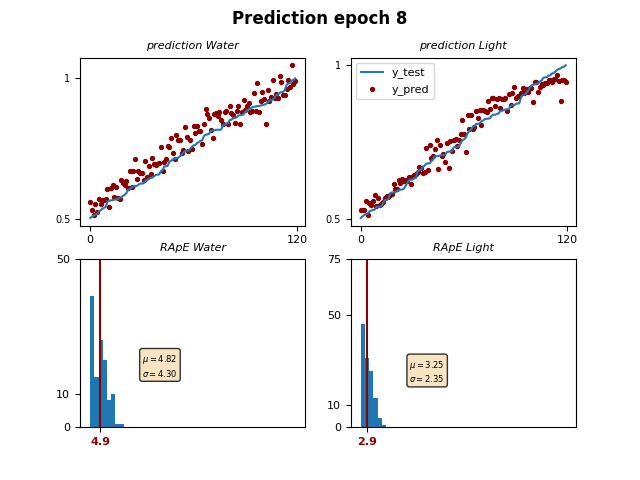 Prediction epoch 8
prediction Water
prediction Light
1
0.5
0
120
1
0.5
0
120
y_test
y_pred
RApE Water
RApE Light
50
10
0
μ = 4.82
σ = 4.30
4.9
75
50
10
0
μ = 3.25
σ = 2.35
2.9